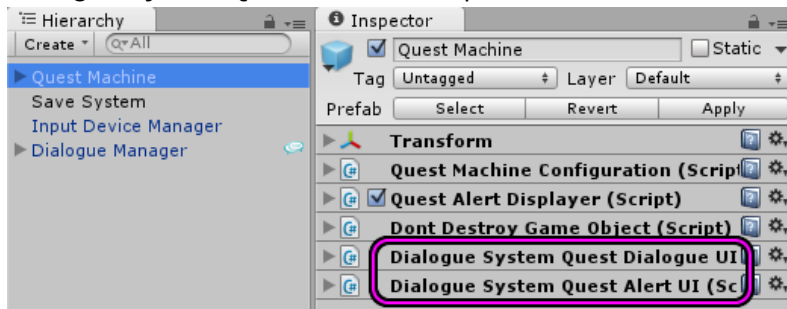 Hierarchy
Create
All
Quest Machine
Save System
Input Device Manager
Dialogue Manager
Inspector
Quest Machine
Static
Tag Untagged Layer Default
Prefab Select Revert Apply
Transform
Quest Machine Configuration (Script
Quest Alert Displayer (Script)
Dont Destroy Game Object (Script)
Dialogue System Quest Dialogue UI
Dialogue System Quest Alert UI (Sc